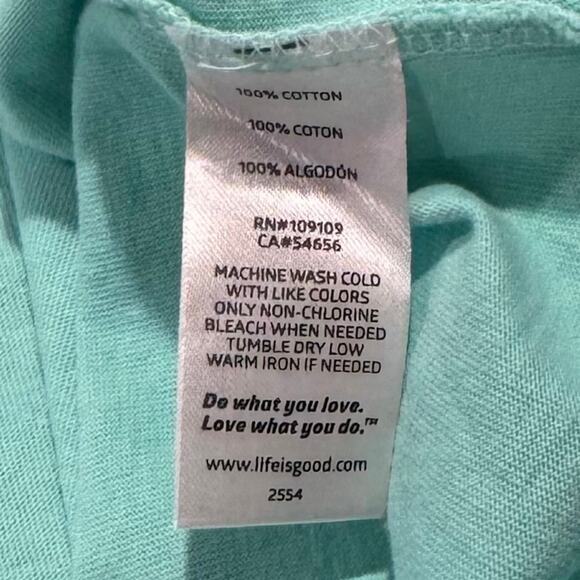 100% COTTON
100% COTON
100% ALGODÓN
RN#109109
CA#54656
MACHINE WASH COLD
WITH LIKE COLORS
ONLY NON-CHLORINE
BLEACH WHEN NEEDED
TUMBLE DRY LOW
WARM IRON IF NEEDED
Do what you love.
Love what you do.™
www.lifeisgood.com
2554